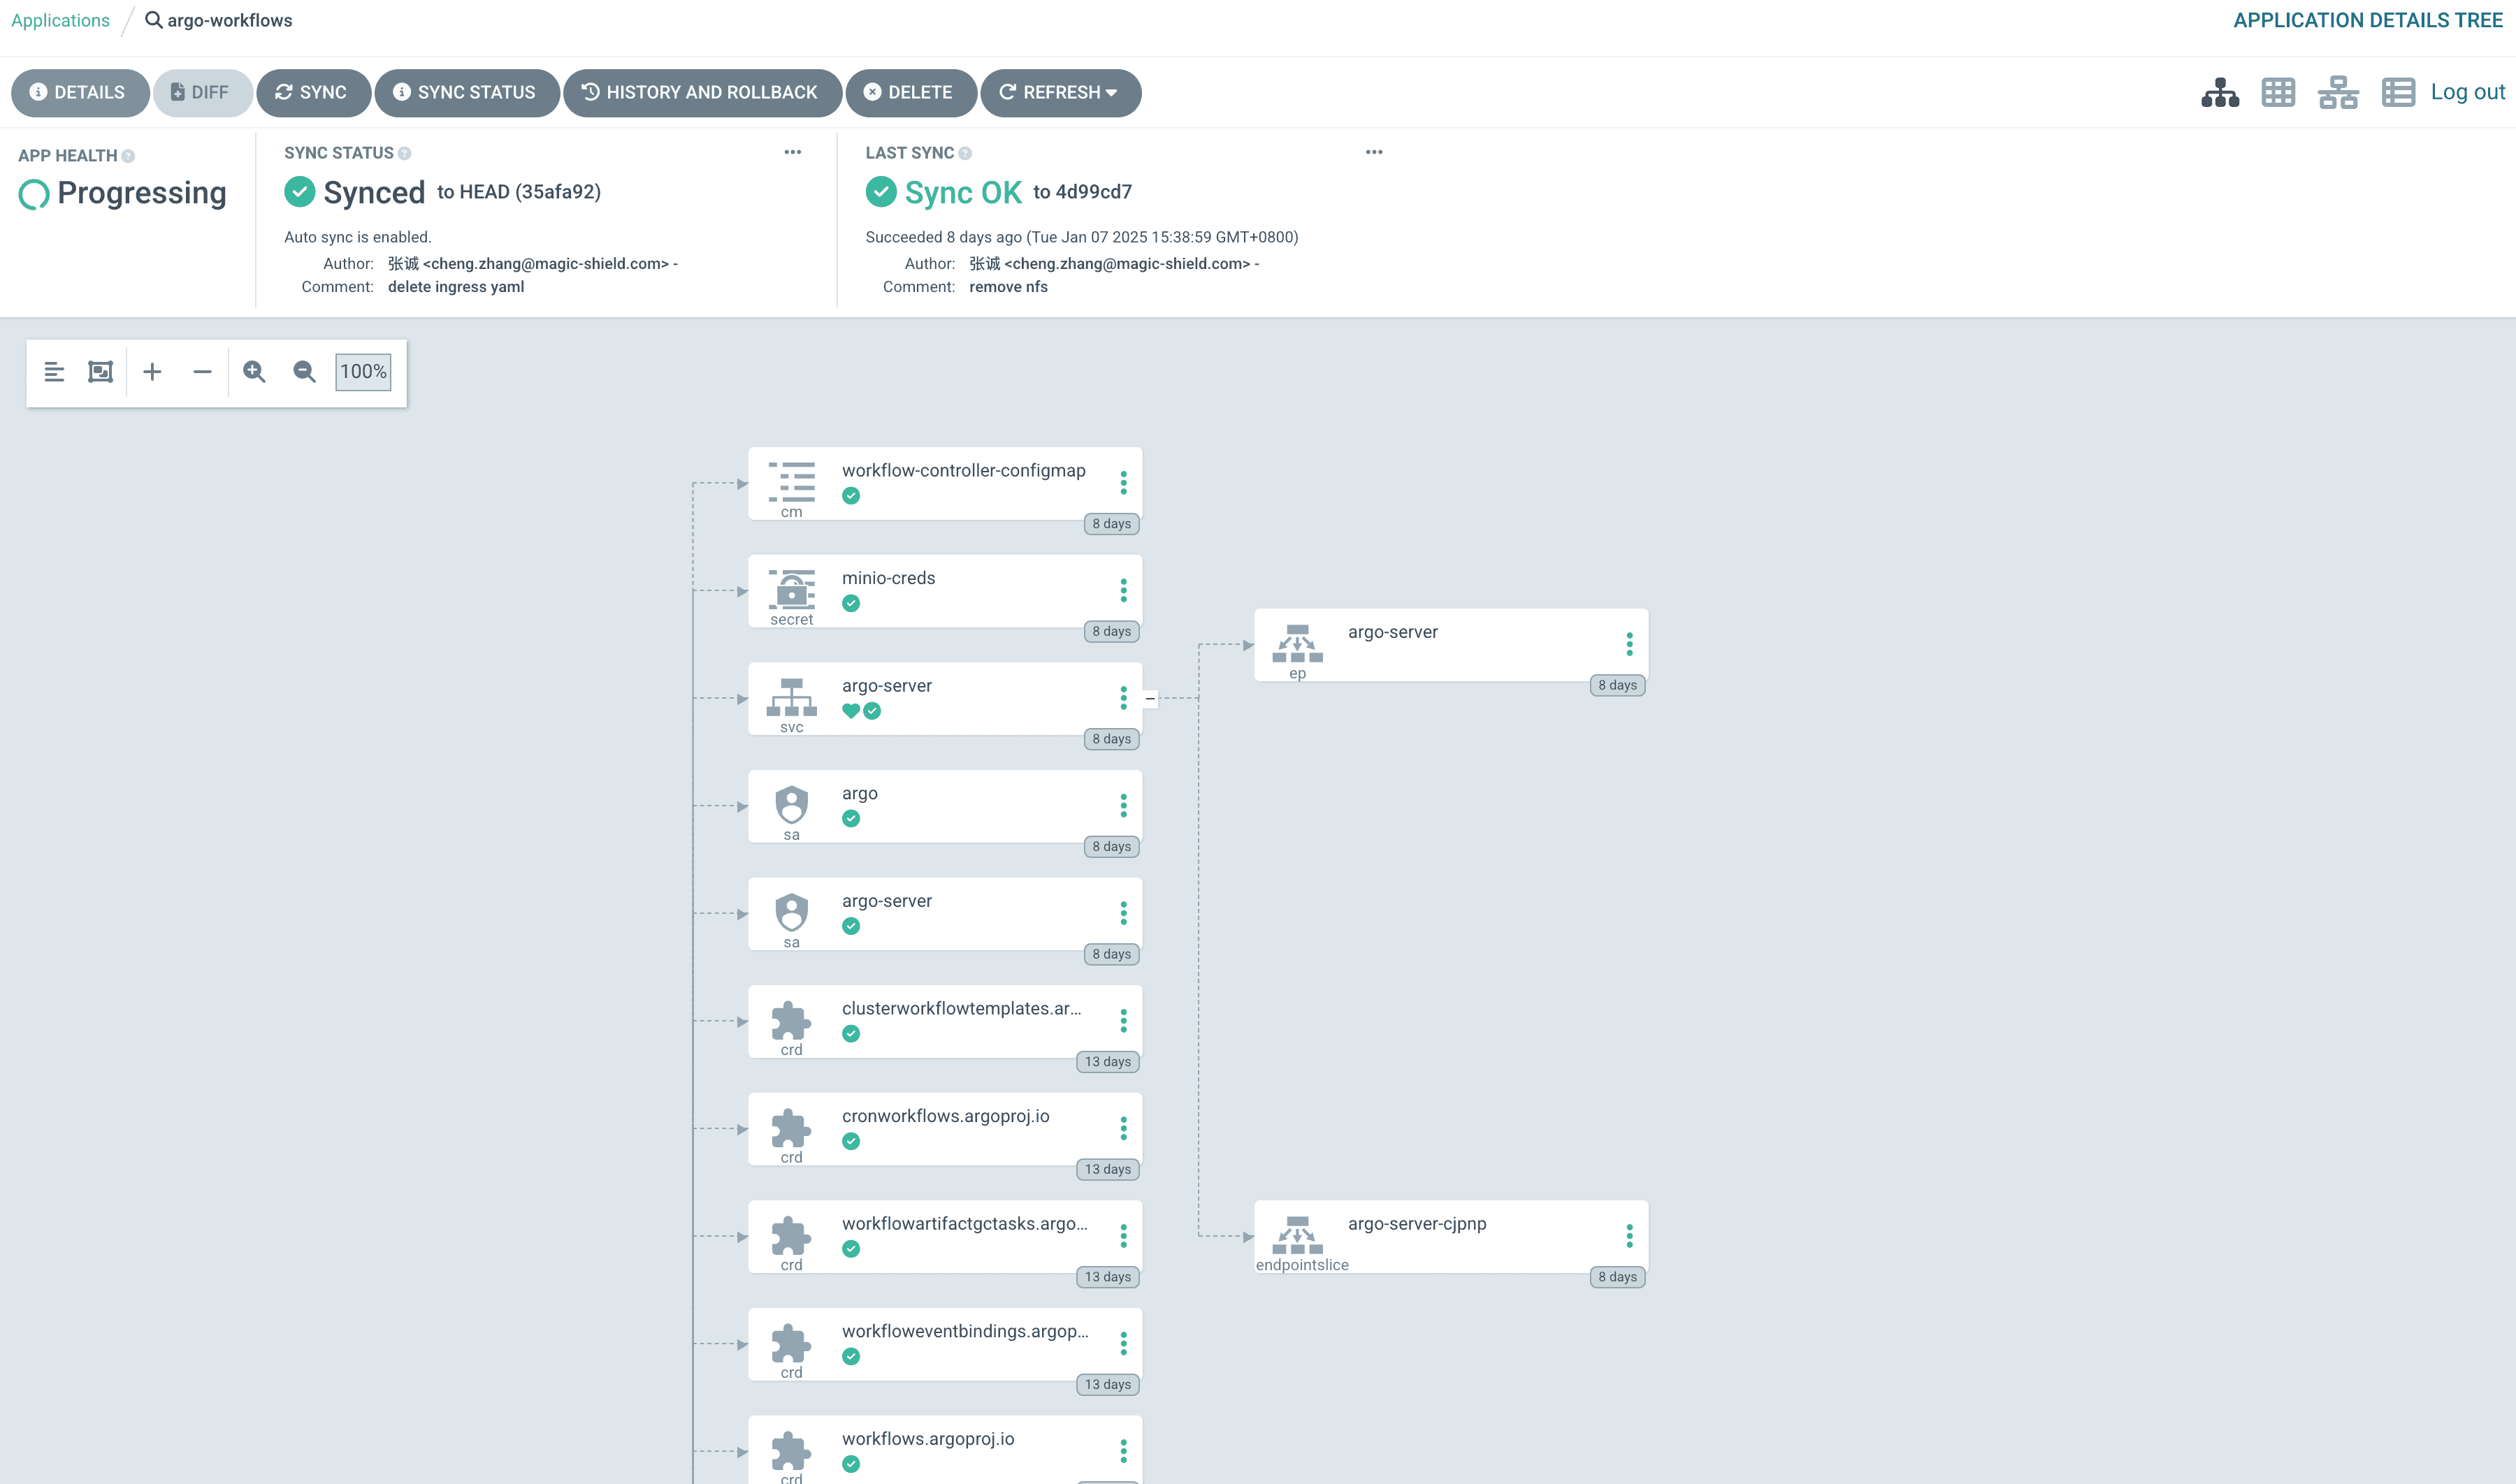 Applications / argo-workflows
APPLICATION DETAILS TREE
DETAILS DIFF SYNC SYNC STATUS HISTORY AND ROLLBACK DELETE REFRESH
Log out
APP HEALTH
Progressing
SYNC STATUS
Synced to HEAD (35afa92)
Auto sync is enabled.
Author: 张诚 <cheng.zhang@magic-shield.com> -
Comment: delete ingress yaml
LAST SYNC
Sync OK to 4d99cd7
Succeeded 8 days ago (Tue Jan 07 2025 15:38:59 GMT+0800)
Author: 张诚 <cheng.zhang@magic-shield.com> -
Comment: remove nfs
100%
workflow-controller-configmap
cm
8 days
minio-creds
secret
8 days
argo-server
svc
8 days
argo-server
ep
8 days
argo
sa
8 days
argo-server
sa
8 days
clusterworkflowtemplates.ar...
crd
13 days
cronworkflows.argoproj.io
crd
13 days
workflowartifactgctasks.argo...
crd
13 days
argo-server-cjpnp
endpointslice
8 days
workfloweventbindings.argop...
crd
13 days
workflows.argoproj.io
crd